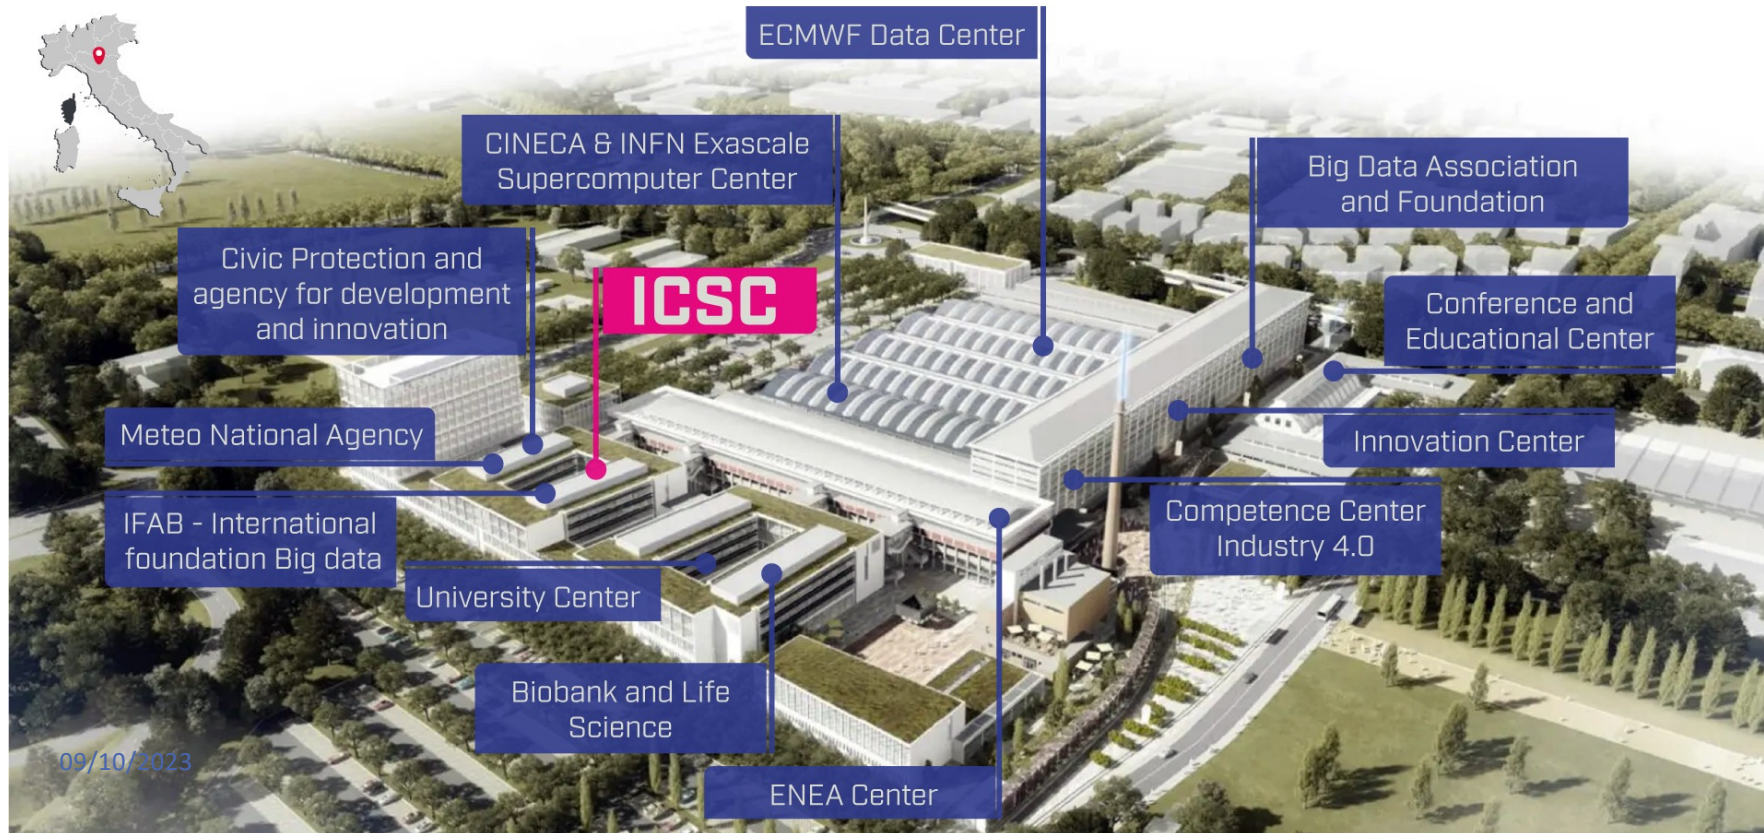 ECMWF Data Center
CINECA & INFN Exascale
Supercomputer Center
Big Data Association
and Foundation
Civic Protection and
agency for development
and innovation
ICSC
Conference and
Educational Center
Meteo National Agency
Innovation Center
IFAB - International
foundation Big data
Competence Center
Industry 4.0
University Center
Biobank and Life
Science
09/10/2023
ENEA Center